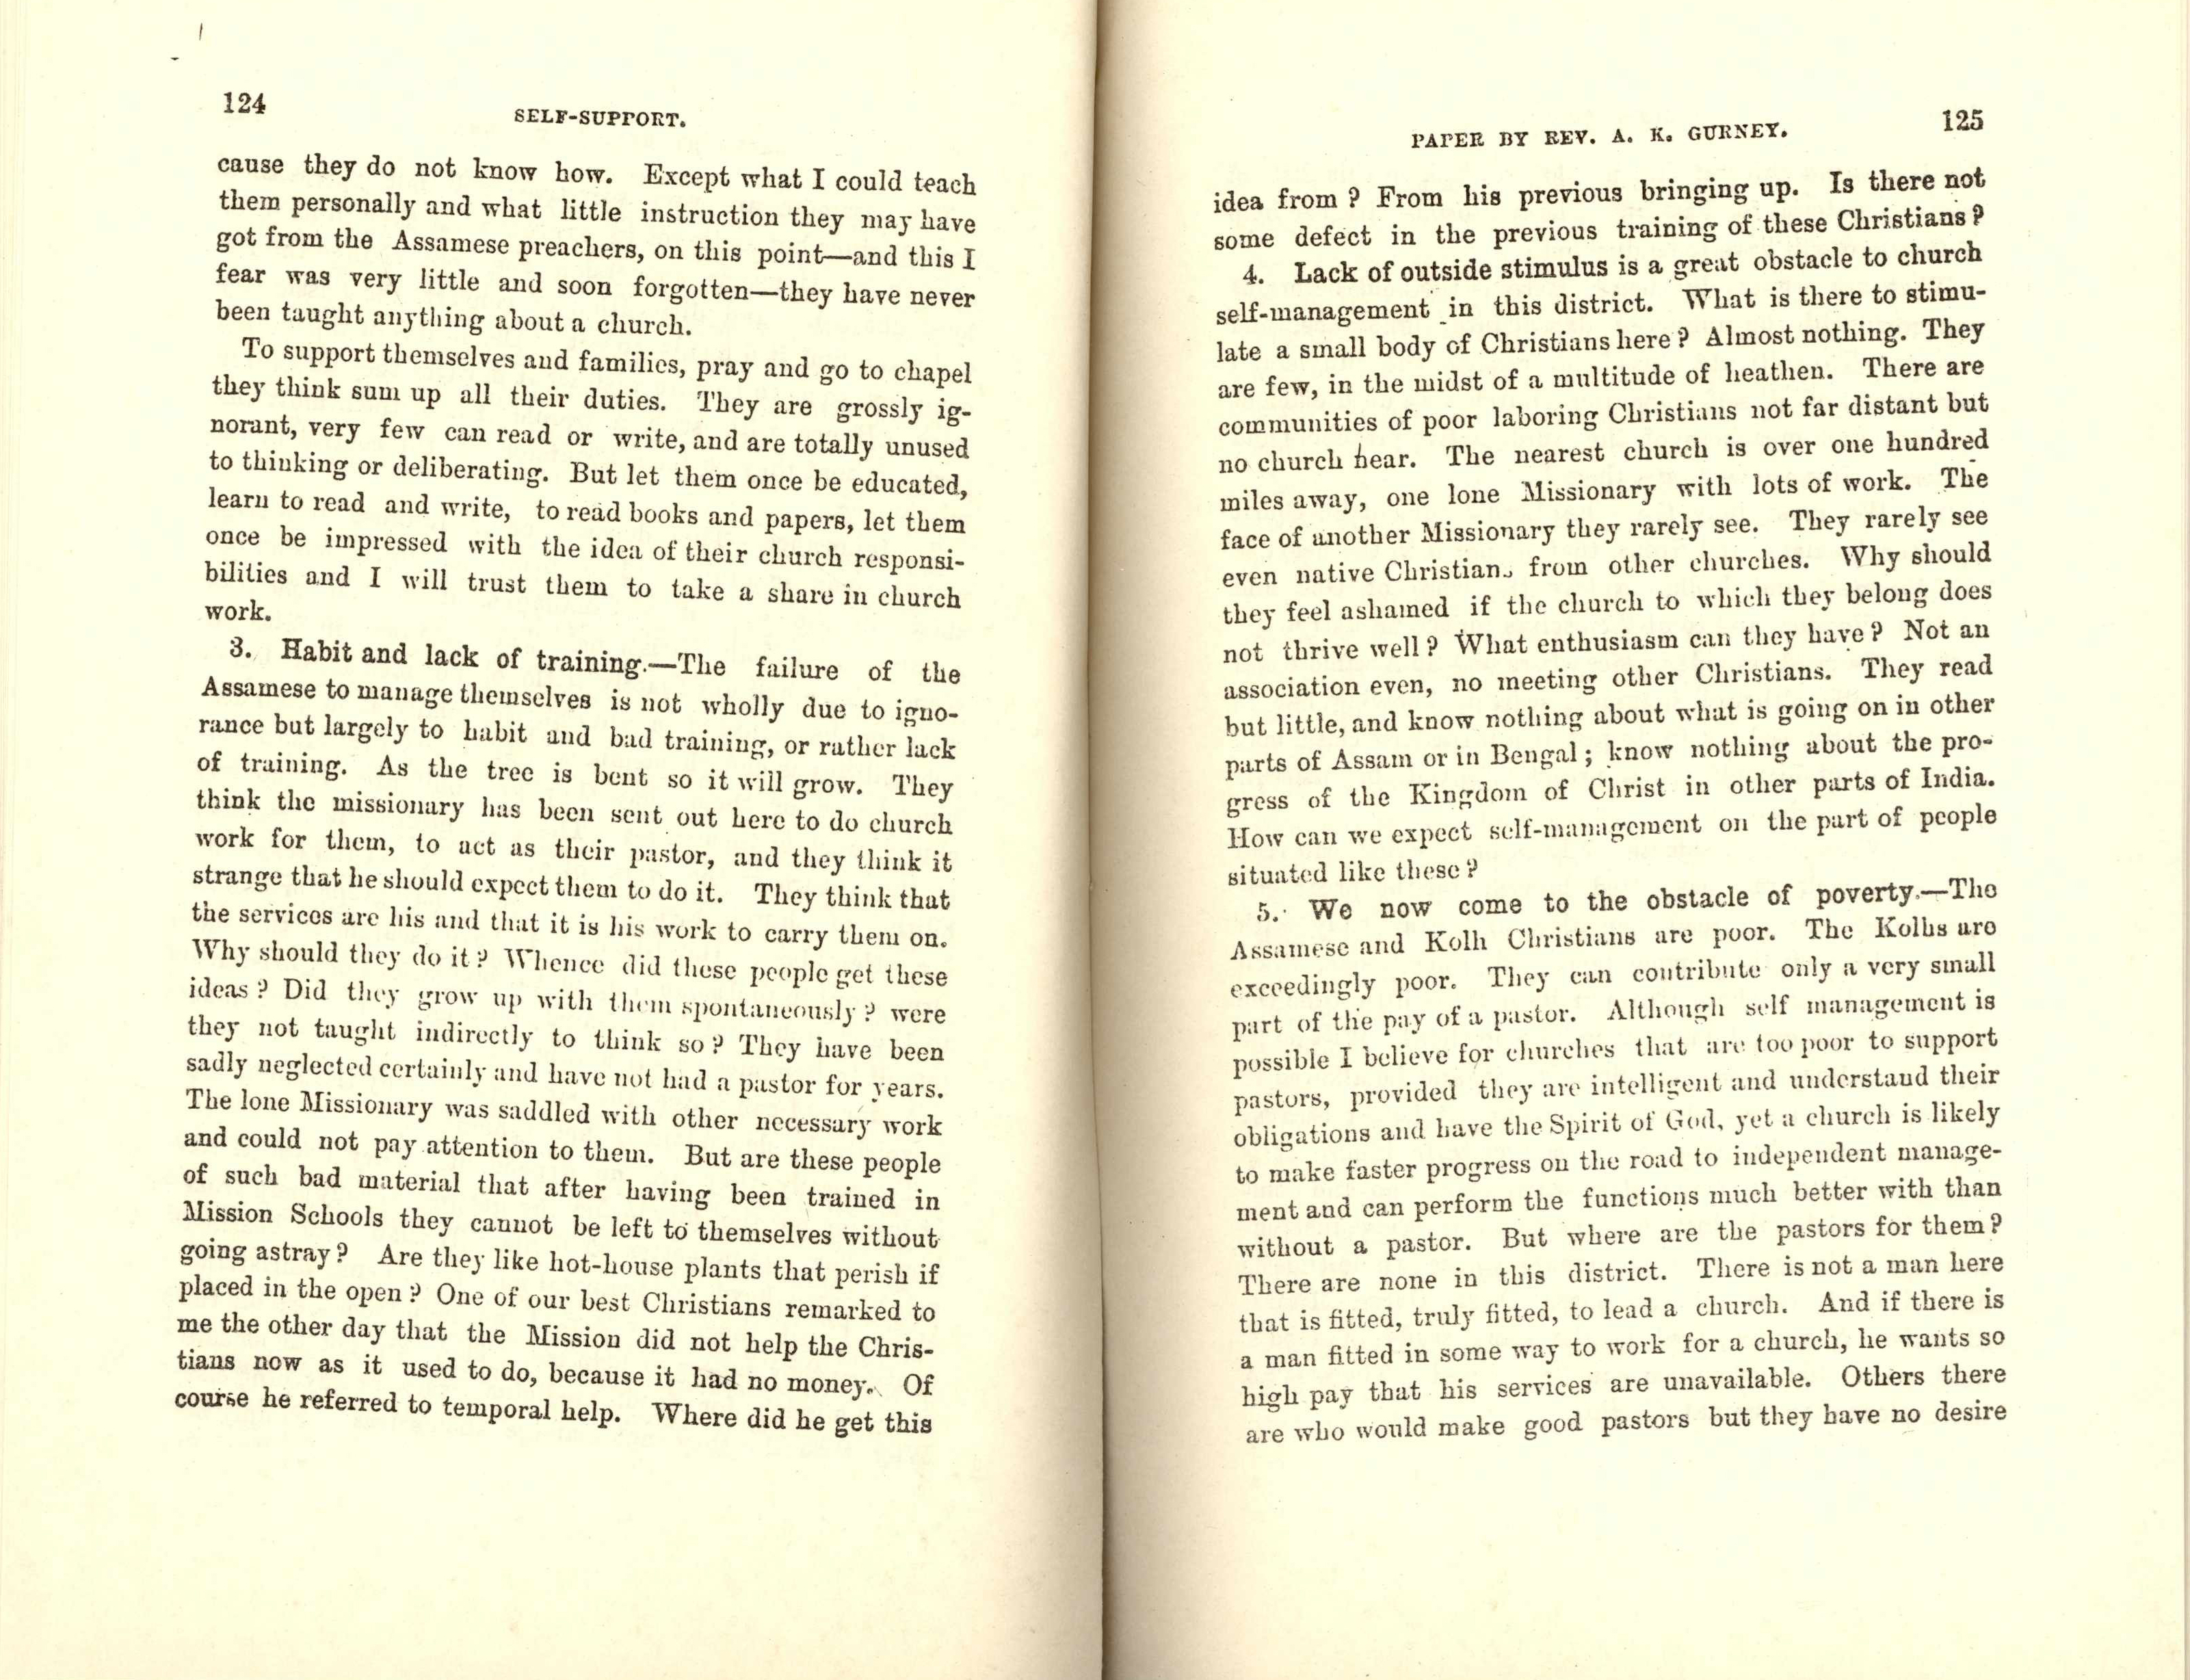 124
SELF-SUPPORT.
cause they do not know how. Except what I could teach
them personally and what little instruction they may have
got from the Assamese preachers, on this point—and this I
fear was very little and soon forgotten—they have never
been taught anything about a church.
To support themselves and families, pray and go to chapel
they think sum up all their duties. They are grossly ig-
norant, very few can read or write, and are totally unused
to thinking or deliberating. But let them once be educated,
learn to read and write, to read books and papers, let them
once be impressed with the idea of their church responsi-
bilities and I will trust them to take a share in church
work.
3. Habit and lack of training.—The failure of the
Assamese to manage themselves is not wholly due to igno-
rance but largely to habit and bad training, or rather lack
of training. As the tree is bent so it will grow. They
think the missionary has been sent out here to do church
work for them, to act as their pastor, and they think it
strange that he should expect them to do it. They think that
the services are his and that it is his work to carry them on.
Why should they do it? Whence did these people get these
ideas? Did they grow up with them spontaneously? were
they not taught indirectly to think so? They have been
sadly neglected certainly and have not had a pastor for years.
The lone Missionary was saddled with other necessary work
and could not pay attention to them. But are these people
of such bad material that after having been trained in
Mission Schools they cannot be left to themselves without
going astray? Are they like hot-house plants that perish if
placed in the open? One of our best Christians remarked to
me the other day that the Mission did not help the Chris-
tians now as it used to do, because it had no money. Of
course he referred to temporal help. Where did he get this
PAPER BY REV. A. K. GURNEY.
125
idea from? From his previous bringing up. Is there not
some defect in the previous training of these Christians?
4. Lack of outside stimulus is a great obstacle to church
self-management in this district. What is there to stimu-
late a small body of Christians here? Almost nothing. They
are few, in the midst of a multitude of heathen. There are
communities of poor laboring Christians not far distant but
no church near. The nearest church is over one hundred
miles away, one lone Missionary with lots of work. The
face of another Missionary they rarely see. They rarely see
even native Christians from other churches. Why should
they feel ashamed if the church to which they belong does
not thrive well? What enthusiasm can they have? Not an
association even, no meeting other Christians. They read
but little, and know nothing about what is going on in other
parts of Assam or in Bengal; know nothing about the pro-
gress of the Kingdom of Christ in other parts of India.
How can we expect self-management on the part of people
situated like these?
5. We now come to the obstacle of poverty.—The
Assamese and Kolh Christians are poor. The Kolhs are
exceedingly poor. They can contribute only a very small
part of the pay of a pastor. Although self management is
possible I believe for churches that are too poor to support
pastors, provided they are intelligent and understand their
obligations and have the Spirit of God, yet a church is likely
to make faster progress on the road to independent manage-
ment and can perform the functions much better with than
without a pastor. But where are the pastors for them?
There are none in this district. There is not a man here
that is fitted, truly fitted, to lead a church. And if there is
a man fitted in some way to work for a church, he wants so
high pay that his services are unavailable. Others there
are who would make good pastors but they have no desire